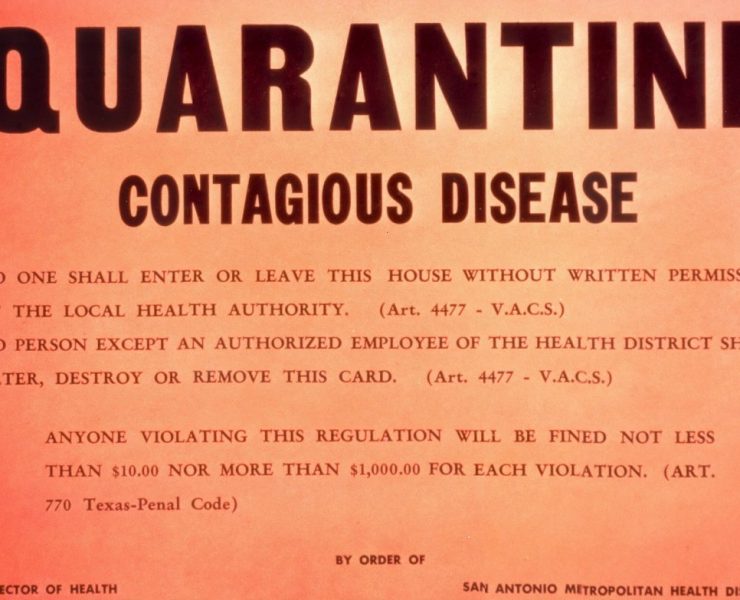 QUARANTIN
CONTAGIOUS DISEASE
O ONE SHALL ENTER OR LEAVE THIS HOUSE WITHOUT WRITTEN PERMISS
THE LOCAL HEALTH AUTHORITY. (Art. 4477 - V.A.C.S.)
O PERSON EXCEPT AN AUTHORIZED EMPLOYEE OF THE HEALTH DISTRICT SH
TER, DESTROY OR REMOVE THIS CARD. (Art. 4477 - V.A.C.S.)
ANYONE VIOLATING THIS REGULATION WILL BE FINED NOT LESS
THAN $10.00 NOR MORE THAN $1,000.00 FOR EACH VIOLATION. (ART.
770 Texas-Penal Code)
BY ORDER OF
ECTOR OF HEALTH
SAN ANTONIO METROPOLITAN HEALTH DIS